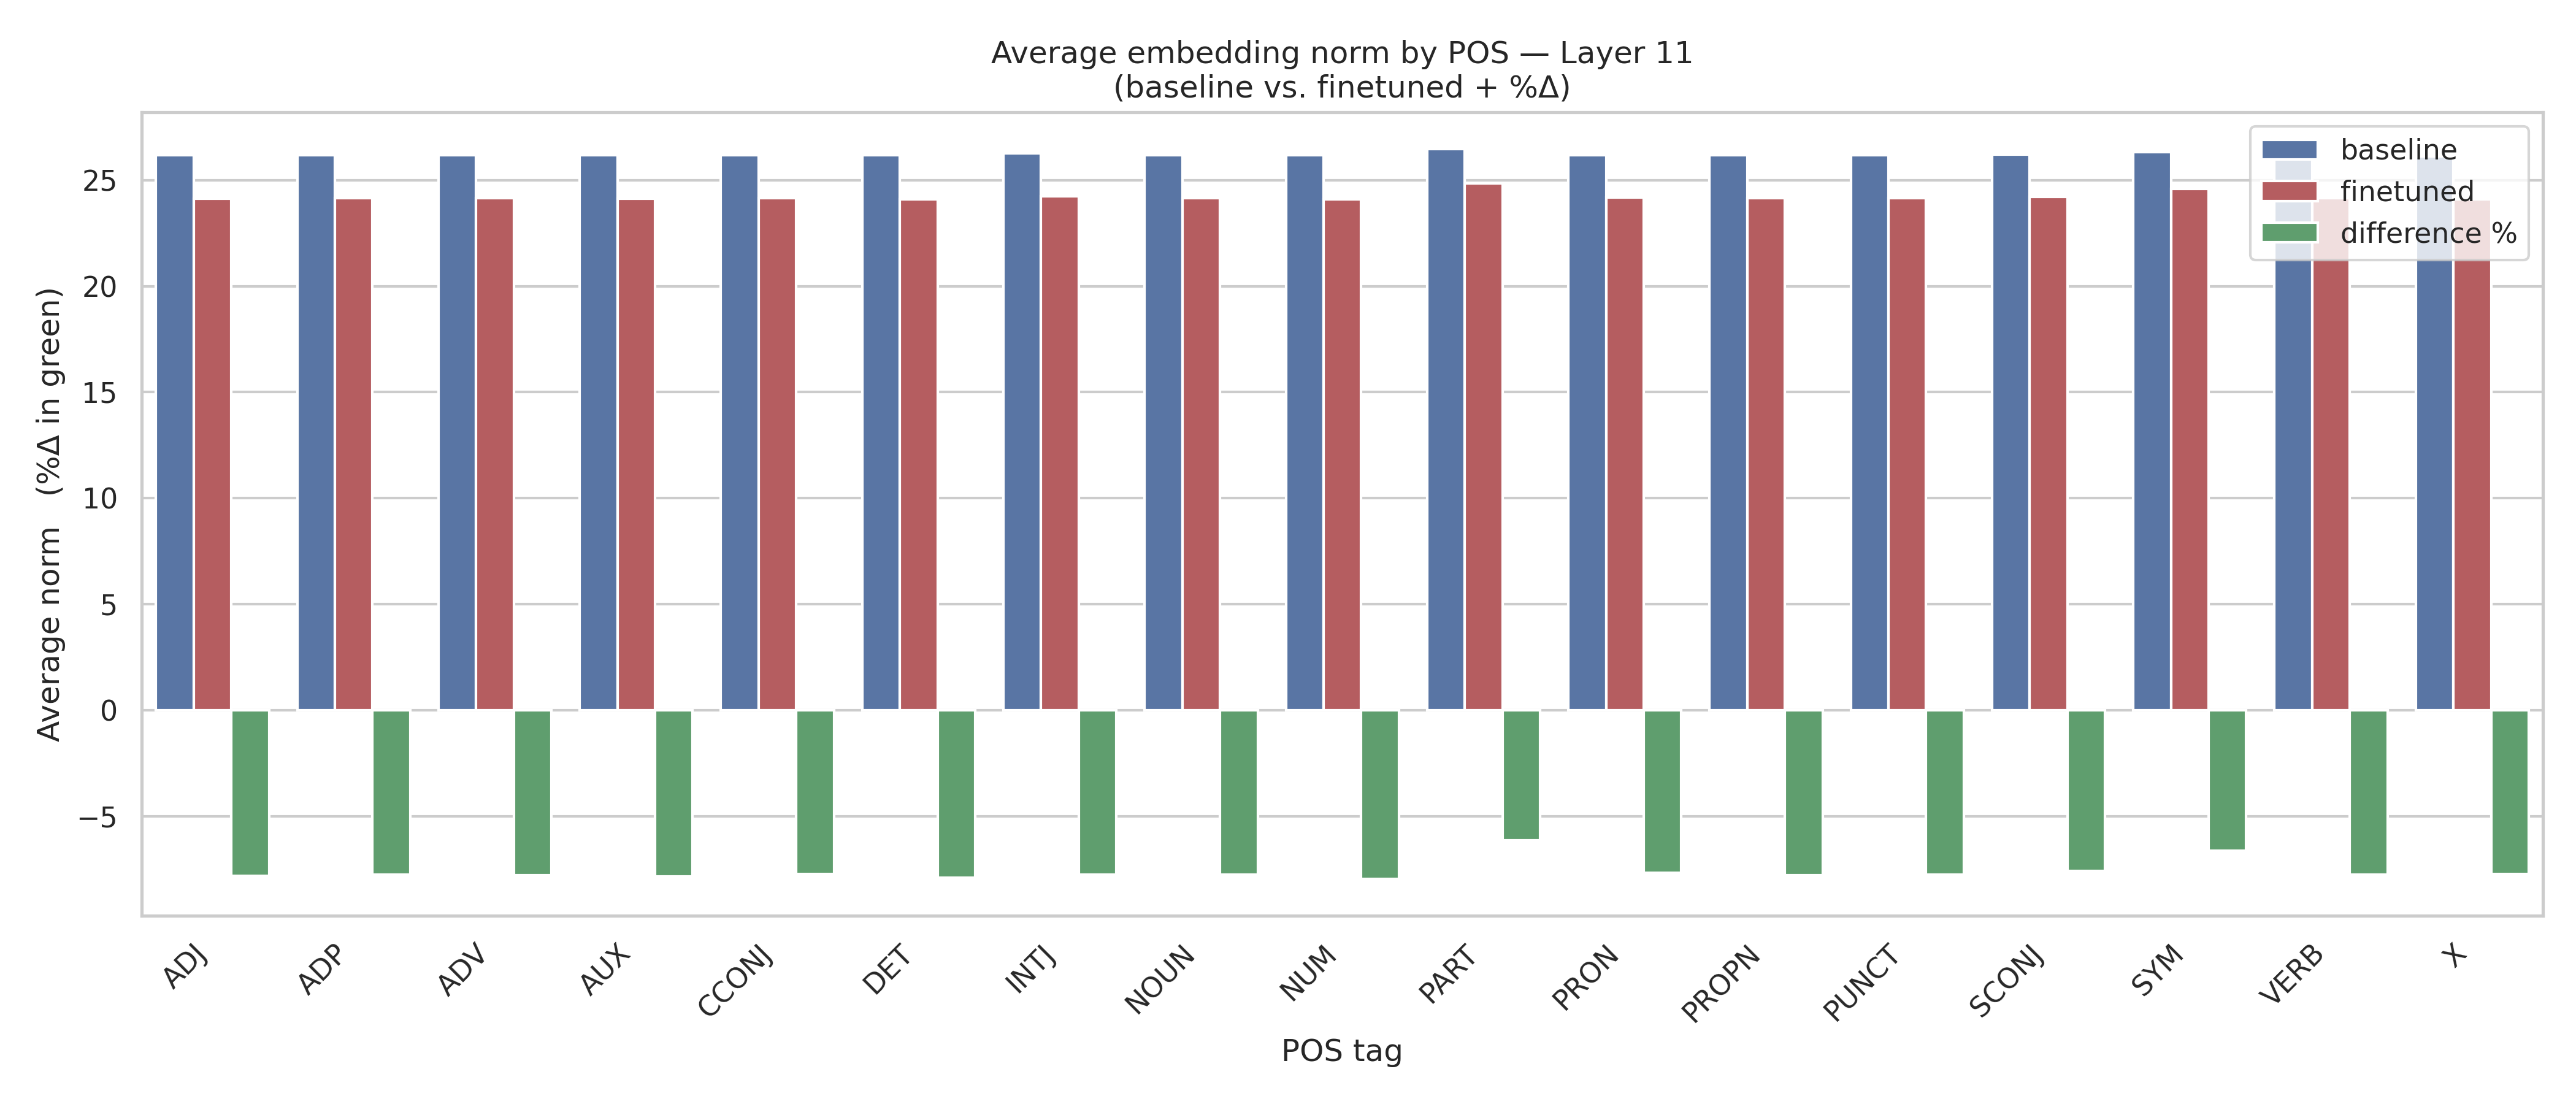 Average embedding norm by POS — Layer 11
(baseline vs. finetuned + %Δ)
baseline
finetuned
difference %
Average norm (%Δ in green)
25
20
15
10
5
0
−5
ADJ
ADP
ADV
AUX
CCONJ
DET
INTJ
NOUN
NUM
PART
PRON
PROPN
PUNCT
SCONJ
SYM
VERB
X
POS tag